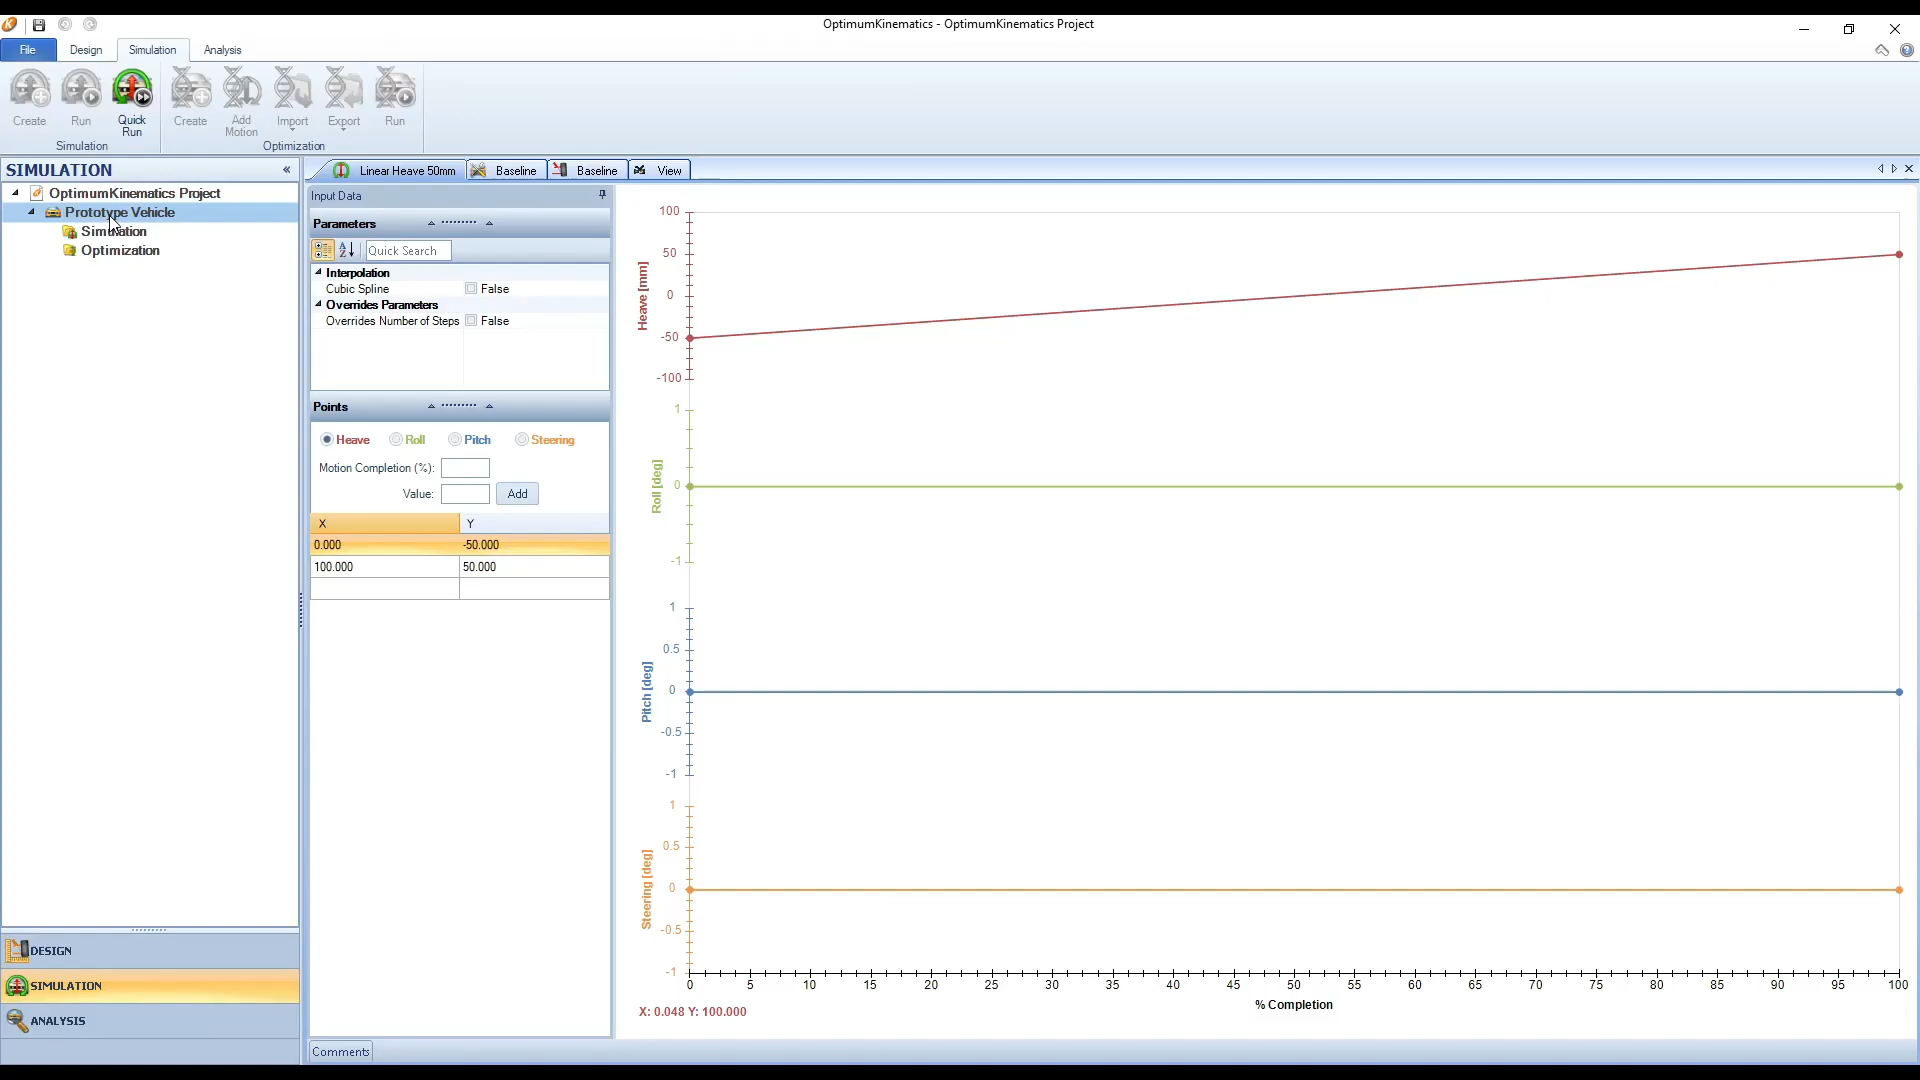 OptimumKinematics - OptimumKinematics Project
File Design Simulation Analysis
Create Run Quick Run Create Add Motion Import Export Run
Simulation Optimization
SIMULATION
OptimumKinematics Project
Prototype Vehicle
Simulation
Optimization
DESIGN
SIMULATION
ANALYSIS
Linear Heave 50mm Baseline Baseline View
Input Data
Parameters
Quick Search
Interpolation
Cubic Spline False
Overrides Parameters
Overrides Number of Steps False
Points
Heave Roll Pitch Steering
Motion Completion (%):
Value: Add
X Y
0.000 -50.000
100.000 50.000
Comments
Heave [mm]
100
50
0
-50
-100
Roll [deg]
1
0
-1
Pitch [deg]
1
0.5
0
-0.5
-1
Steering [deg]
1
0.5
0
-0.5
-1
0 5 10 15 20 25 30 35 40 45 50 55 60 65 70 75 80 85 90 95 100
% Completion
X: 0.048 Y: 100.000